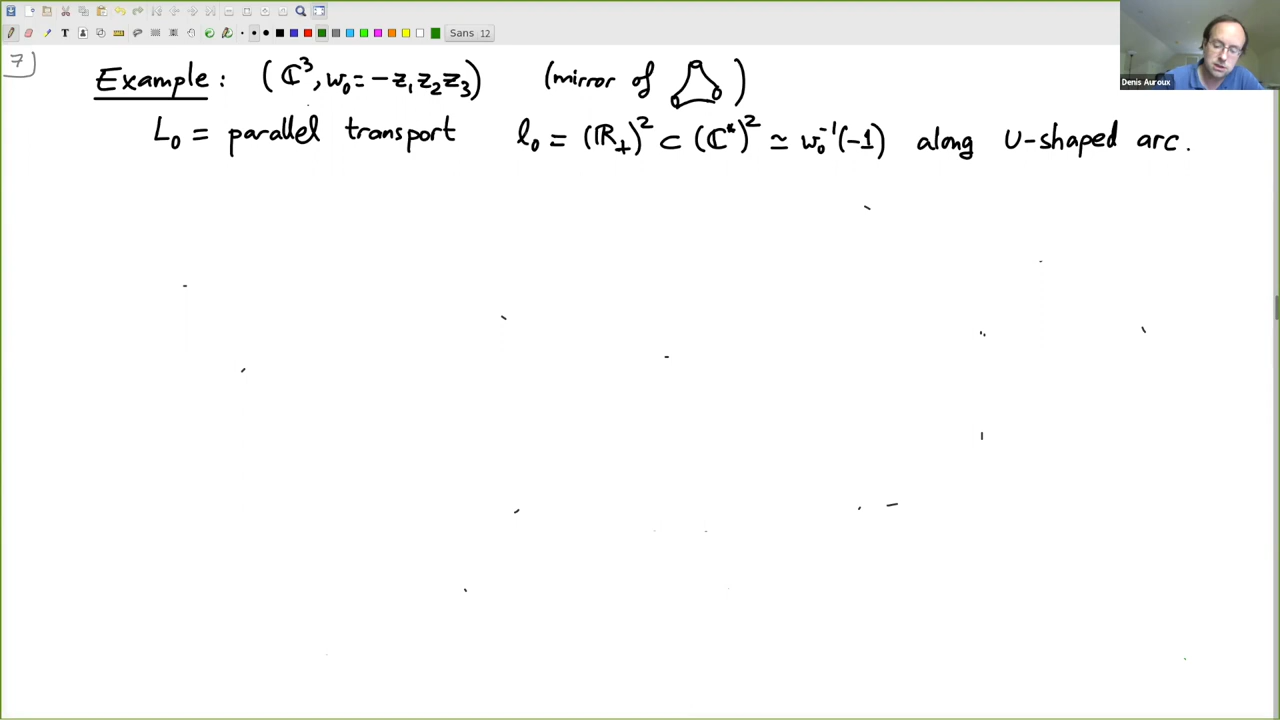 Sans 12
Denis Auroux
7
Example: (ℂ³, w₀ = -z₁z₂z₃) (mirror of )
L₀ = parallel transport l₀ = (ℝ₊)² ⊂ (ℂ*)² ≃ w₀⁻¹(-1) along U-shaped arc.